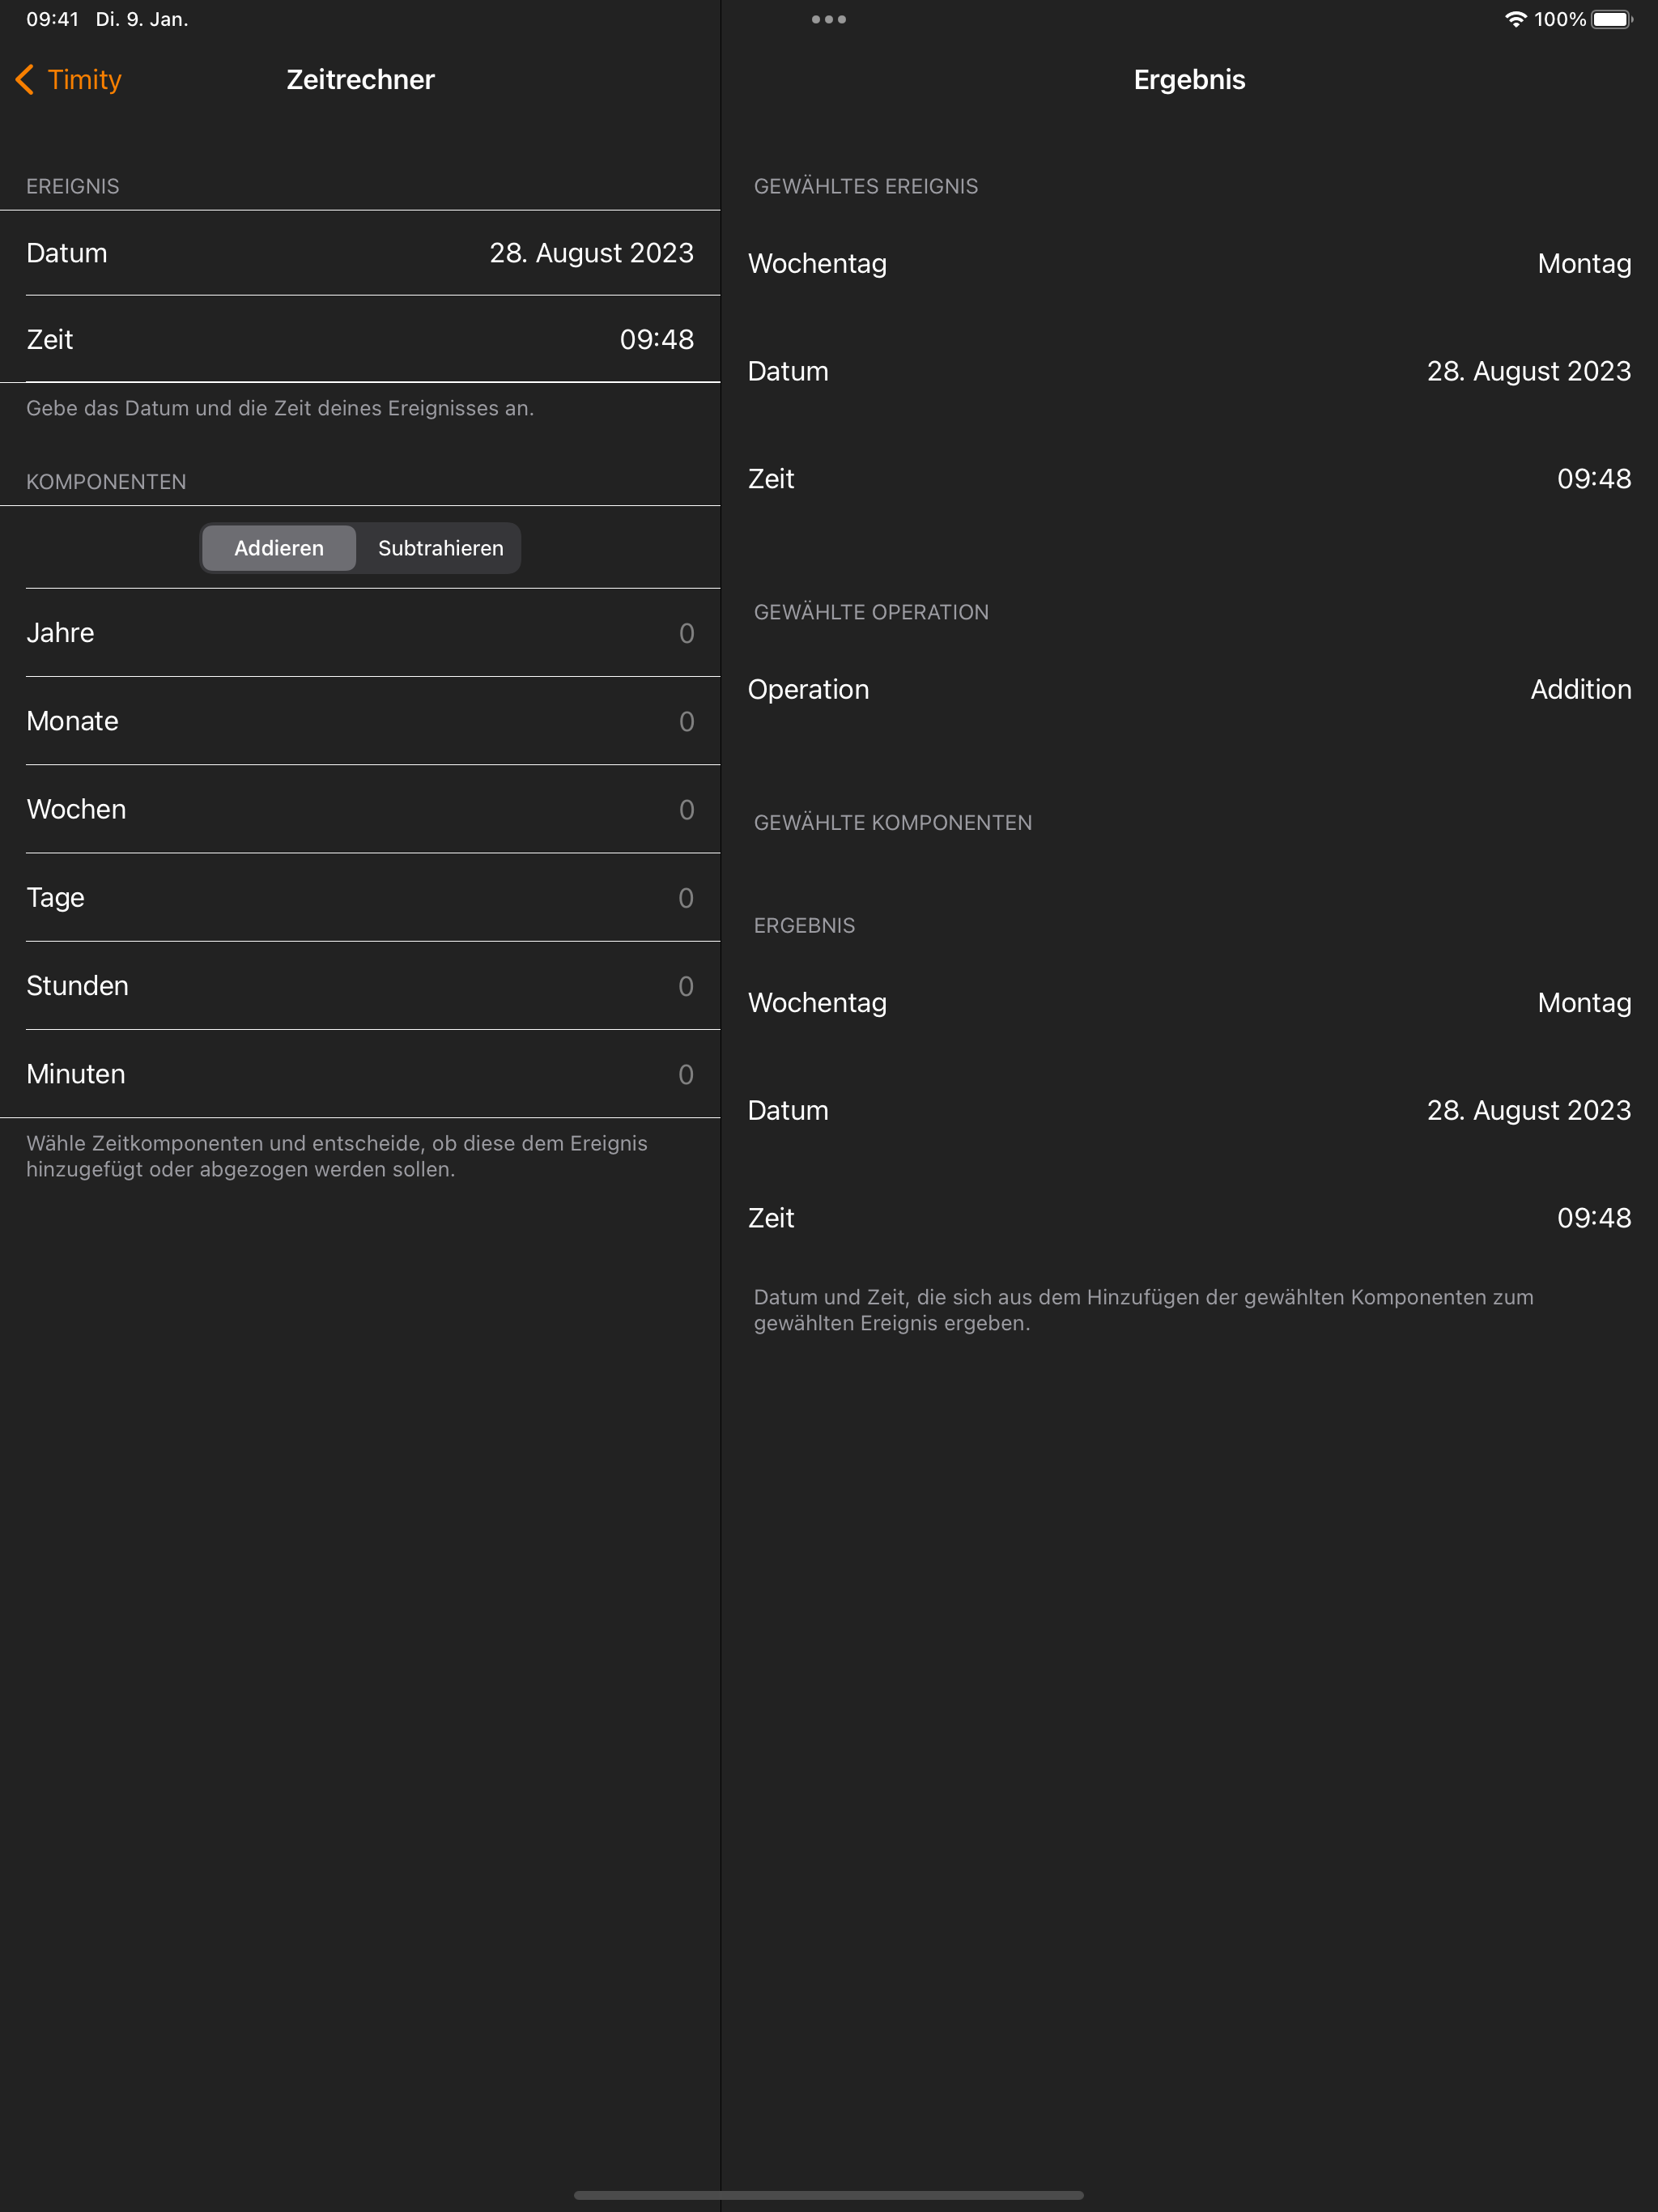 09:41 Di. 9. Jan.
100%
Timity
Zeitrechner
EREIGNIS
Datum 28. August 2023
Zeit 09:48
Gebe das Datum und die Zeit deines Ereignisses an.
KOMPONENTEN
Addieren Subtrahieren
Jahre 0
Monate 0
Wochen 0
Tage 0
Stunden 0
Minuten 0
Wähle Zeitkomponenten und entscheide, ob diese dem Ereignis
hinzugefügt oder abgezogen werden sollen.
Ergebnis
GEWÄHLTES EREIGNIS
Wochentag Montag
Datum 28. August 2023
Zeit 09:48
GEWÄHLTE OPERATION
Operation Addition
GEWÄHLTE KOMPONENTEN
ERGEBNIS
Wochentag Montag
Datum 28. August 2023
Zeit 09:48
Datum und Zeit, die sich aus dem Hinzufügen der gewählten Komponenten zum
gewählten Ereignis ergeben.